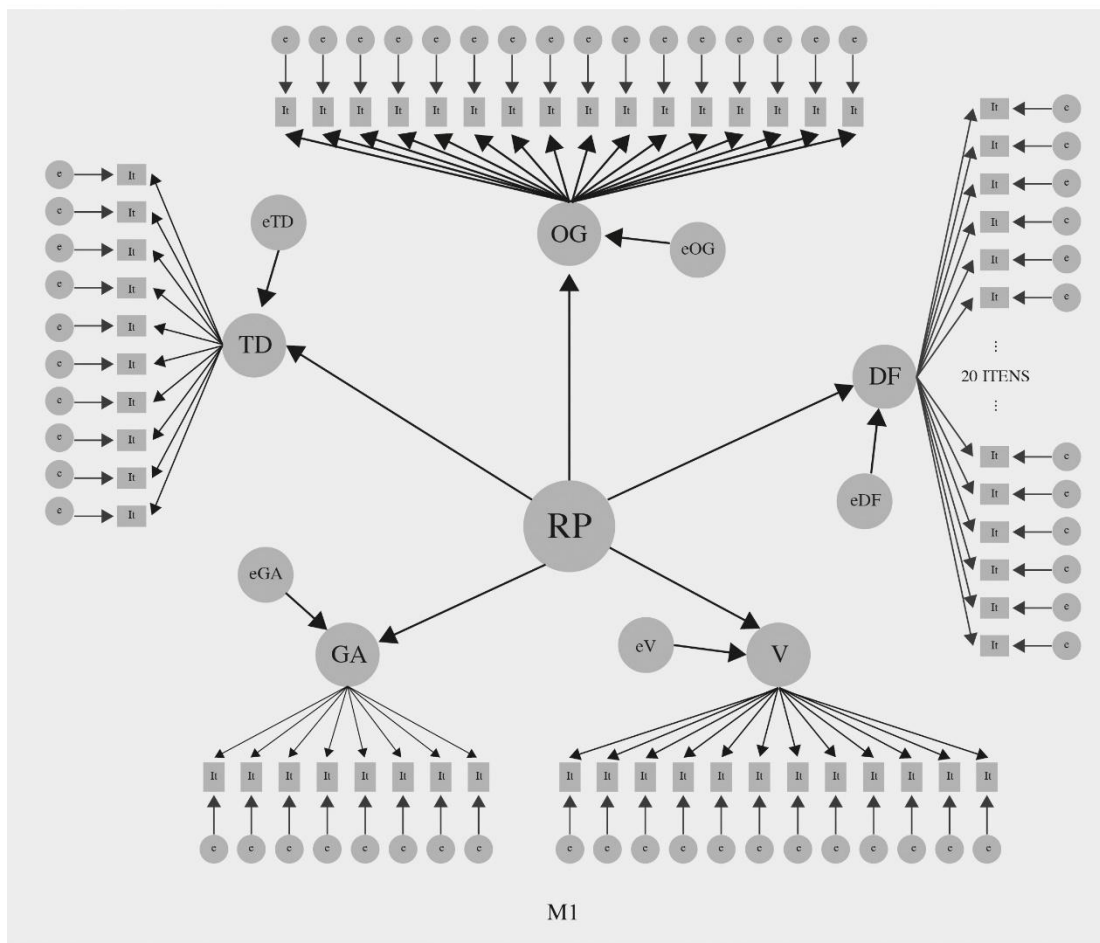 e e e e e e e e e e e e e e e e
It It It It It It It It It It It It It It It It
OG
eOG
e It
c It
e It
e It
e It
e It
e It
e It
c It
e It
eTD
TD
It c
It c
It e
It c
It e
It c
...
20 ITENS
...
It c
It c
It c
It c
It e
It c
DF
eDF
RP
eGA
GA
It It It It It It It It
c c c c c c c c
eV
V
It It It It It It It It It It It It
c c c c c c c c c c c c
M1